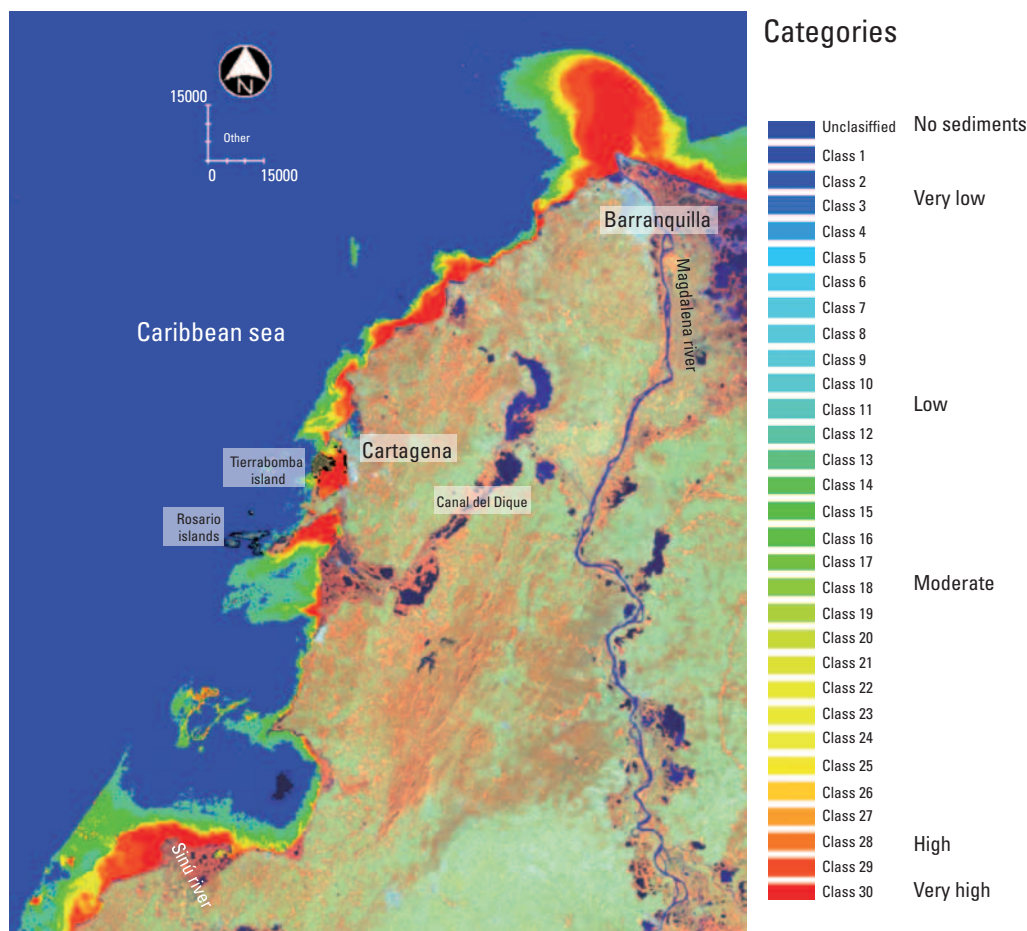 Categories
N
15000
Other
0
15000
Barranquilla
Magdalena river
Caribbean sea
Cartagena
Tierrabomba
island
Canal del Dique
Rosario
islands
Sinú river
Unclasiffied
No sediments
Class 1
Class 2
Class 3
Very low
Class 4
Class 5
Class 6
Class 7
Class 8
Class 9
Class 10
Class 11
Low
Class 12
Class 13
Class 14
Class 15
Class 16
Class 17
Class 18
Moderate
Class 19
Class 20
Class 21
Class 22
Class 23
Class 24
Class 25
Class 26
Class 27
Class 28
High
Class 29
Class 30
Very high